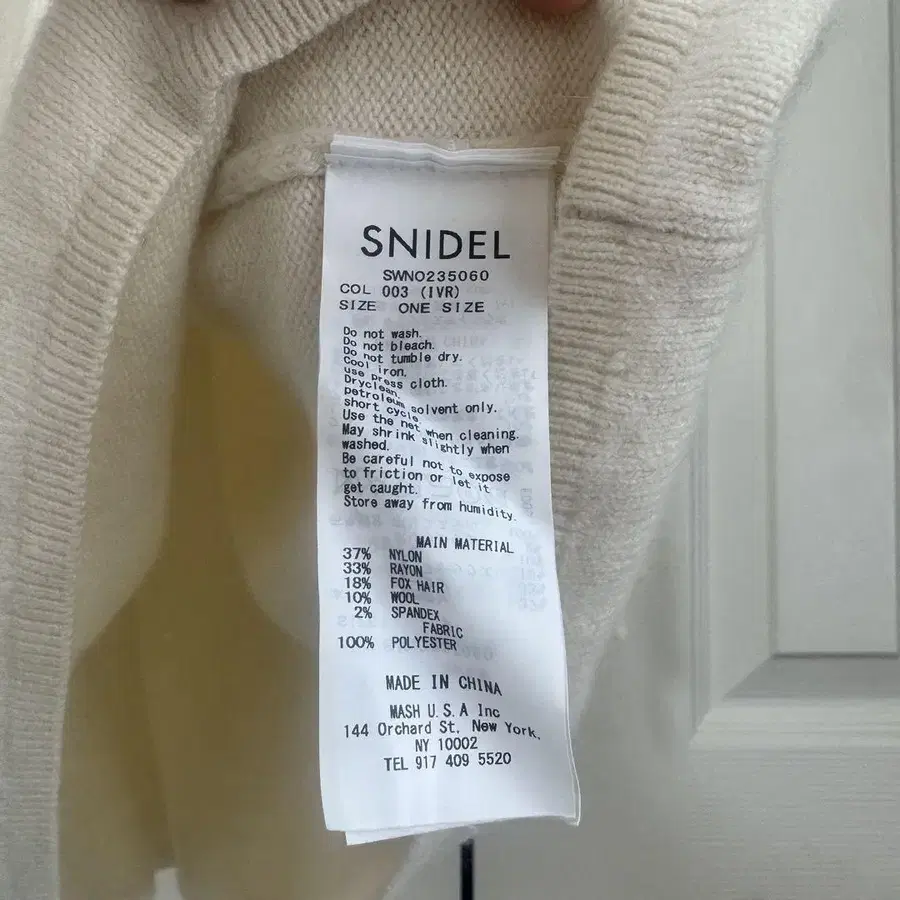 SNIDEL
SWNO235060
COL 003 (IVR)
SIZE ONE SIZE
Do not wash.
Do not bleach.
Do not tumble dry.
Cool iron.
use press cloth.
Dryclean.
petroleum solvent only.
short cycle.
Use the net when cleaning.
May shrink slightly when
washed.
Be careful not to expose
to friction or let it
get caught.
Store away from humidity.
MAIN MATERIAL
37% NYLON
33% RAYON
18% FOX HAIR
10% WOOL
2% SPANDEX
FABRIC
100% POLYESTER
MADE IN CHINA
MASH U.S.A Inc
144 Orchard St. New York,
NY 10002
TEL 917 409 5520